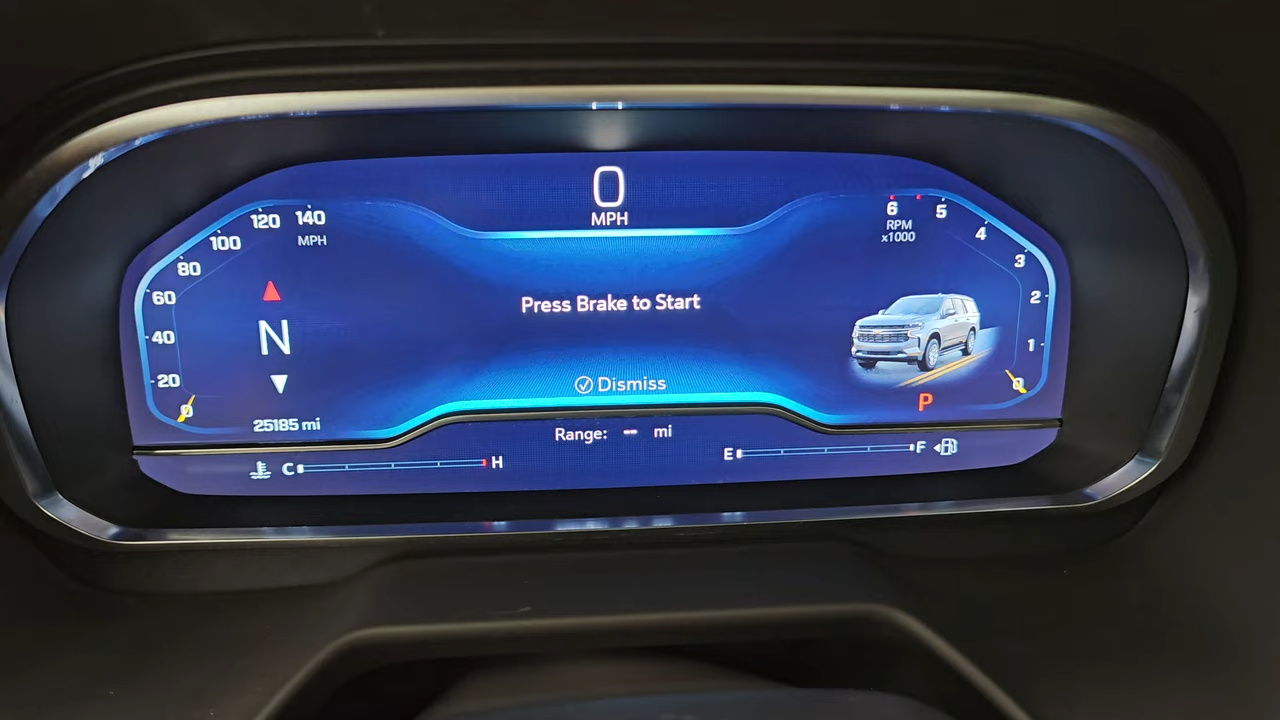 0
MPH
120 140
100 MPH
80
60
40
20
0
N
25185 mi
Press Brake to Start
Dismiss
6 5
RPM
x1000
4
3
2
1
0
P
Range: -- mi
C H
E F